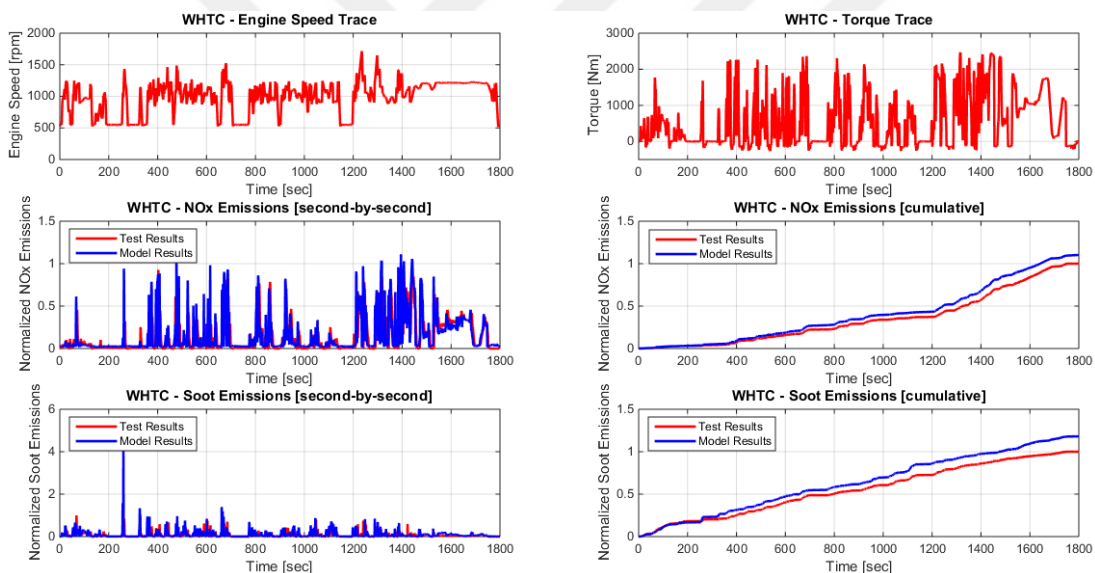 WHTC - Engine Speed Trace
Engine Speed [rpm]
2000
1500
1000
500
0
0 200 400 600 800 1000 1200 1400 1600 1800
Time [sec]
WHTC - Torque Trace
Torque [Nm]
3000
2000
1000
0
-500
0 200 400 600 800 1000 1200 1400 1600 1800
Time [sec]
WHTC - NOx Emissions [second-by-second]
Normalized NOx Emissions
1.5
1
0.5
0
Test Results
Model Results
0 200 400 600 800 1000 1200 1400 1600 1800
Time [sec]
WHTC - NOx Emissions [cumulative]
Normalized NOx Emissions
1.5
1
0.5
0
Test Results
Model Results
0 200 400 600 800 1000 1200 1400 1600 1800
Time [sec]
WHTC - Soot Emissions [second-by-second]
Normalized Soot Emissions
6
4
2
0
Test Results
Model Results
0 200 400 600 800 1000 1200 1400 1600 1800
Time [sec]
WHTC - Soot Emissions [cumulative]
Normalized Soot Emissions
1.5
1
0.5
0
Test Results
Model Results
0 200 400 600 800 1000 1200 1400 1600 1800
Time [sec]